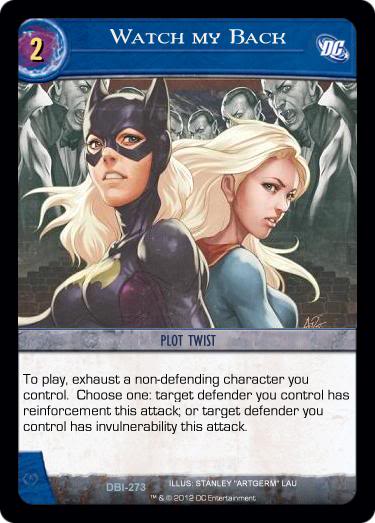 2
WATCH MY BACK
DC
PLOT TWIST
To play, exhaust a non-defending character you
control. Choose one: target defender you control has
reinforcement this attack; or target defender you
control has invulnerability this attack.
DBI-273
ILLUS: STANLEY "ARTGERM" LAU
™ & © 2012 DC Entertainment